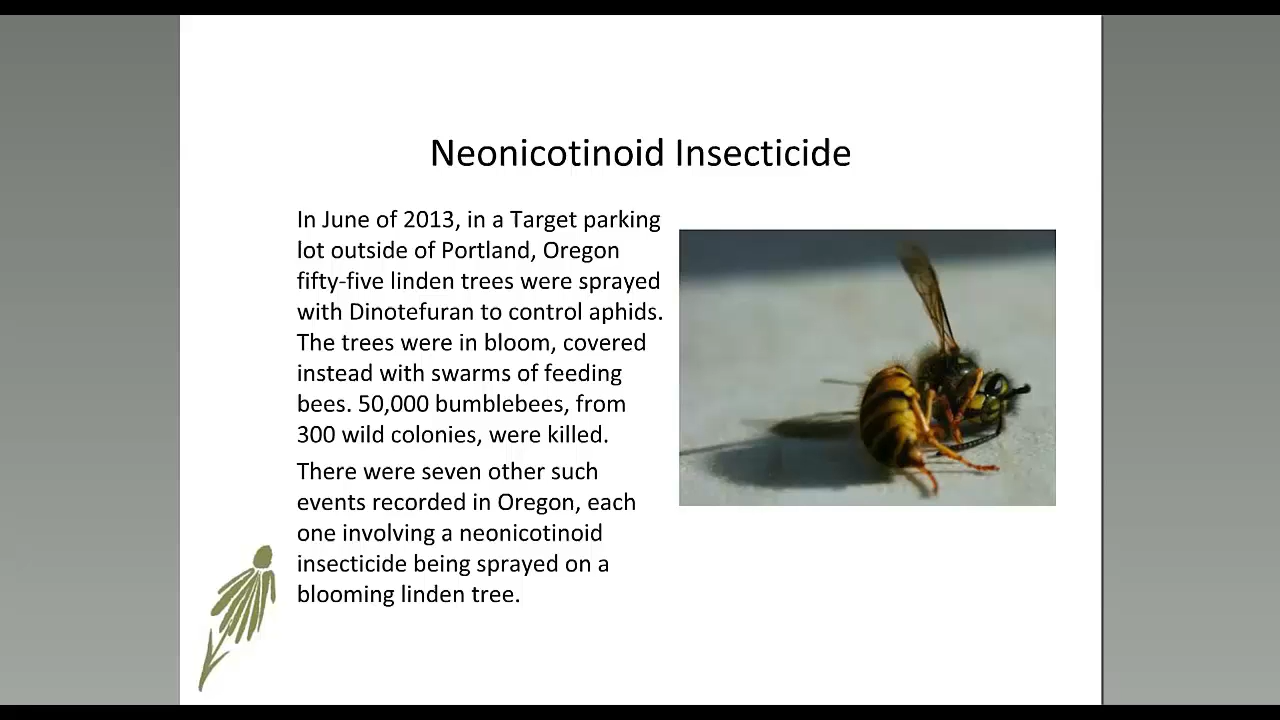 Neonicotinoid Insecticide
In June of 2013, in a Target parking
lot outside of Portland, Oregon
fifty-five linden trees were sprayed
with Dinotefuran to control aphids.
The trees were in bloom, covered
instead with swarms of feeding
bees. 50,000 bumblebees, from
300 wild colonies, were killed.
There were seven other such
events recorded in Oregon, each
one involving a neonicotinoid
insecticide being sprayed on a
blooming linden tree.